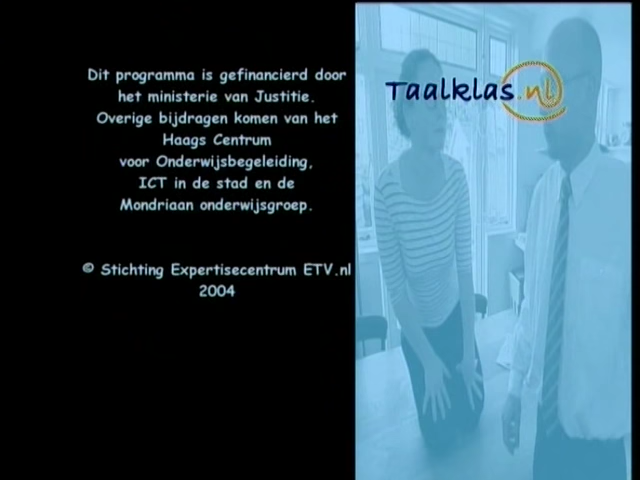 Dit programma is gefinancierd door
het ministerie van Justitie.
Overige bijdragen komen van het
Haags Centrum
voor Onderwijsbegeleiding,
ICT in de stad en de
Mondriaan onderwijsgroep.
© Stichting Expertisecentrum ETV.nl
2004
Taalklas.nl